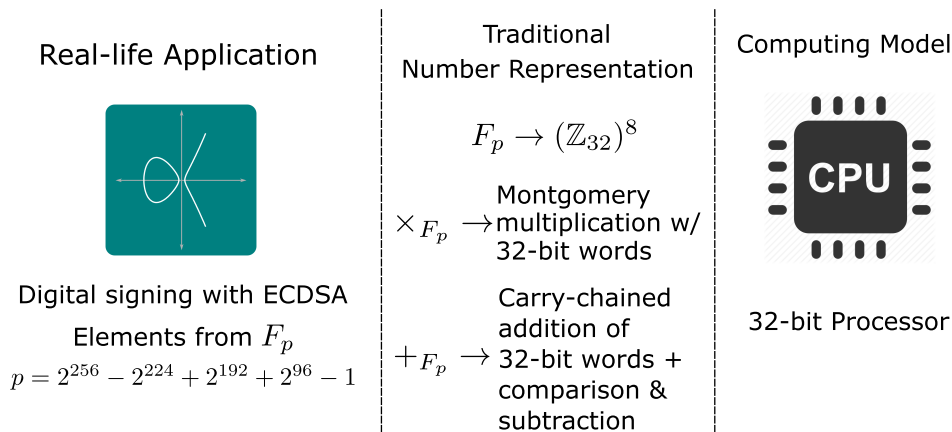 Real-life Application
Digital signing with ECDSA
Elements from F_p
p = 2^256 − 2^224 + 2^192 + 2^96 − 1
Traditional
Number Representation
F_p → (ℤ_32)^8
×_{F_p} → Montgomery
multiplication w/
32-bit words
Carry-chained
addition of
+_{F_p} → 32-bit words +
comparison &
subtraction
Computing Model
CPU
32-bit Processor